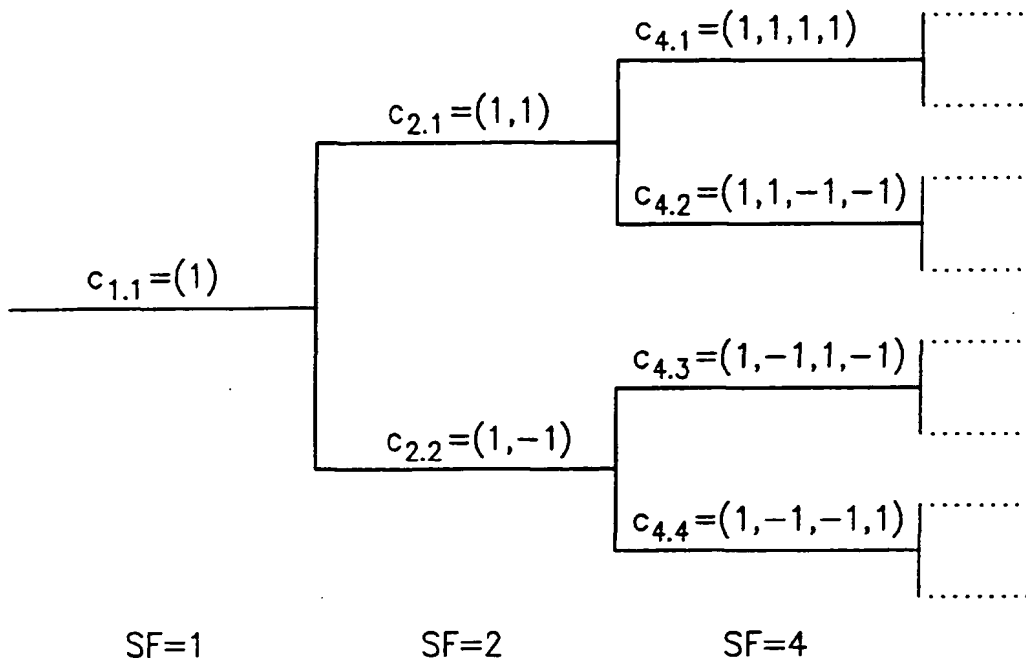 c4.1=(1,1,1,1)
c2.1=(1,1)
c4.2=(1,1,-1,-1)
c1.1=(1)
c4.3=(1,-1,1,-1)
c2.2=(1,-1)
c4.4=(1,-1,-1,1)
SF=1 SF=2 SF=4